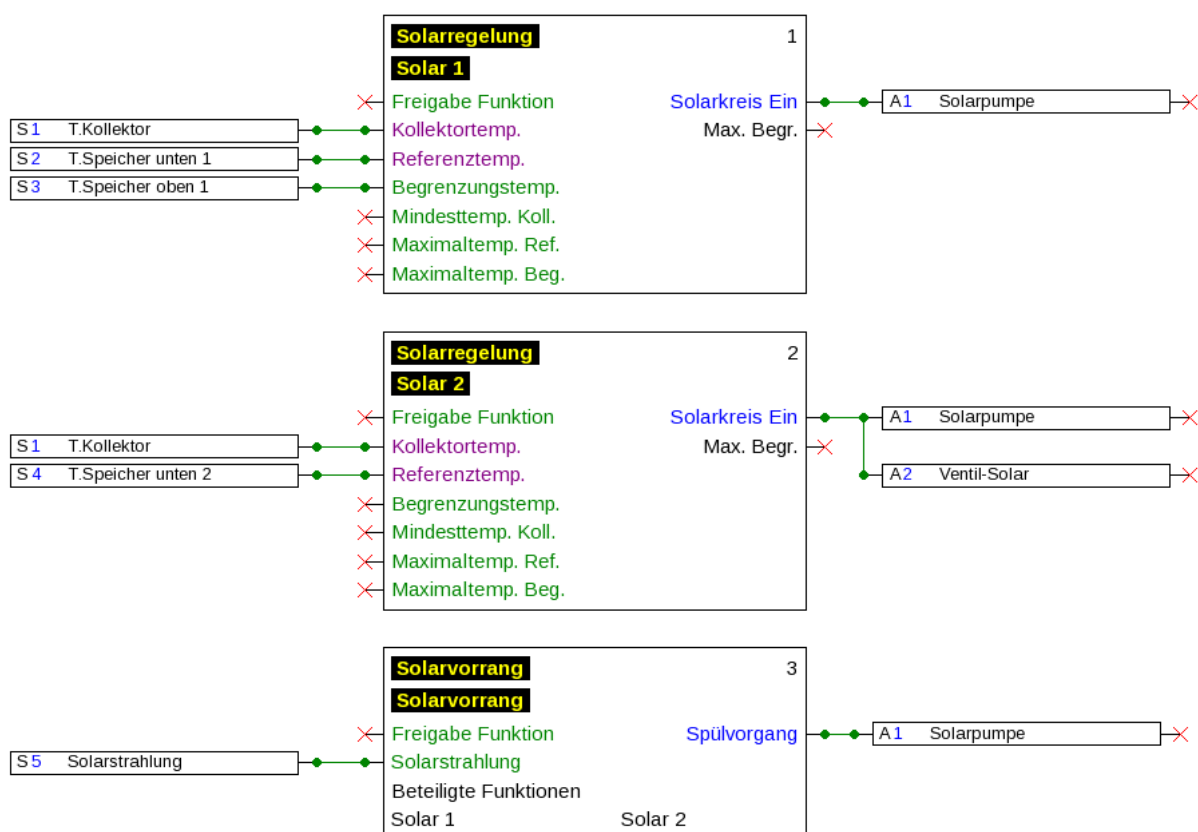 Solarregelung 1
Solar 1
Freigabe Funktion Solarkreis Ein A1 Solarpumpe
S1 T.Kollektor Kollektortemp. Max. Begr.
S2 T.Speicher unten 1 Referenztemp.
S3 T.Speicher oben 1 Begrenzungstemp.
Mindesttemp. Koll.
Maximaltemp. Ref.
Maximaltemp. Beg.
Solarregelung 2
Solar 2
Freigabe Funktion Solarkreis Ein A1 Solarpumpe
S1 T.Kollektor Kollektortemp. Max. Begr.
S4 T.Speicher unten 2 Referenztemp. A2 Ventil-Solar
Begrenzungstemp.
Mindesttemp. Koll.
Maximaltemp. Ref.
Maximaltemp. Beg.
Solarvorrang 3
Solarvorrang
Freigabe Funktion Spülvorgang A1 Solarpumpe
S5 Solarstrahlung Solarstrahlung
Beteiligte Funktionen
Solar 1 Solar 2